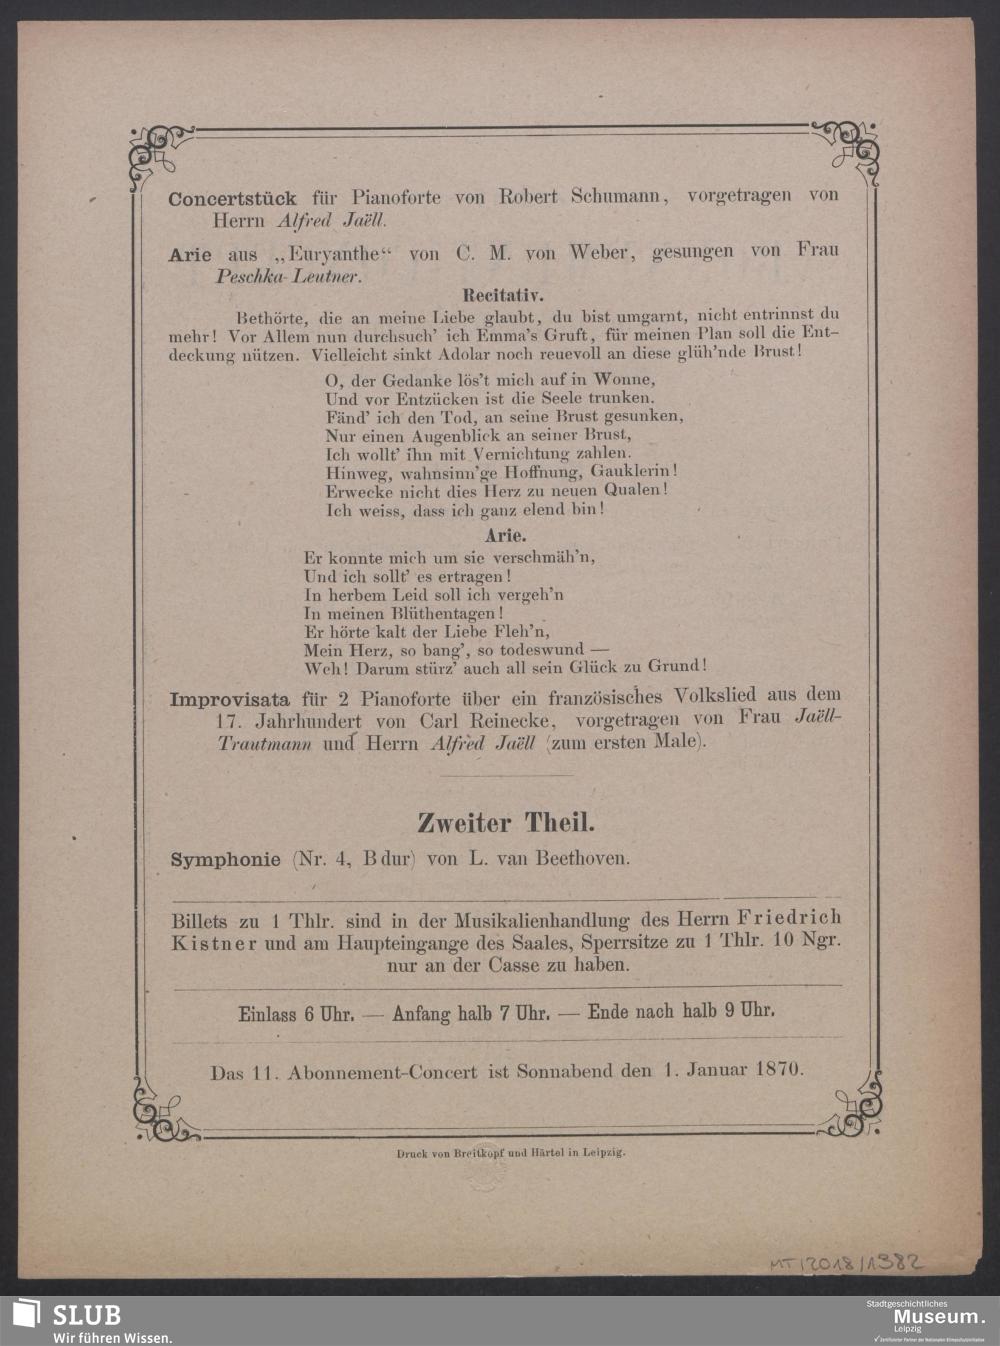 Concertstück für Pianoforte von Robert Schumann, vorgetragen von
Herrn Alfred Jaëll.
Arie aus „Euryanthe“ von C. M. von Weber, gesungen von Frau
Peschka-Leutner.
Recitativ.
Bethörte, die an meine Liebe glaubt, du bist umgarnt, nicht entrinnst du
mehr! Vor Allem nun durchsuch’ ich Emma’s Gruft, für meinen Plan soll die Ent-
deckung nützen. Vielleicht sinkt Adolar noch reuevoll an diese glüh’nde Brust!
O, der Gedanke lös’t mich auf in Wonne,
Und vor Entzücken ist die Seele trunken.
Fänd’ ich den Tod, an seine Brust gesunken,
Nur einen Augenblick an seiner Brust,
Ich wollt’ ihn mit Vernichtung zahlen.
Hinweg, wahnsinn’ge Hoffnung, Gauklerin!
Erwecke nicht dies Herz zu neuen Qualen!
Ich weiss, dass ich ganz elend bin!
Arie.
Er konnte mich um sie verschmäh’n,
Und ich sollt’ es ertragen!
In herbem Leid soll ich vergeh’n
In meinen Blüthentagen!
Er hörte kalt der Liebe Fleh’n,
Mein Herz, so bang’, so todeswund —
Weh! Darum stürz’ auch all sein Glück zu Grund!
Improvisata für 2 Pianoforte über ein französisches Volkslied aus dem
17. Jahrhundert von Carl Reinecke, vorgetragen von Frau Jaëll-
Trautmann und Herrn Alfred Jaëll (zum ersten Male).
Zweiter Theil.
Symphonie (Nr. 4, Bdur) von L. van Beethoven.
Billets zu 1 Thlr. sind in der Musikalienhandlung des Herrn Friedrich
Kistner und am Haupteingange des Saales, Sperrsitze zu 1 Thlr. 10 Ngr.
nur an der Casse zu haben.
Einlass 6 Uhr. — Anfang halb 7 Uhr. — Ende nach halb 9 Uhr.
Das 11. Abonnement-Concert ist Sonnabend den 1. Januar 1870.
Druck von Breitkopf und Härtel in Leipzig.
MT/2018/1382
SLUB
Wir führen Wissen.
Stadtgeschichtliches
Museum.
Leipzig
Zertifizierter Partner der Nationalen Klimaschutzinitiative